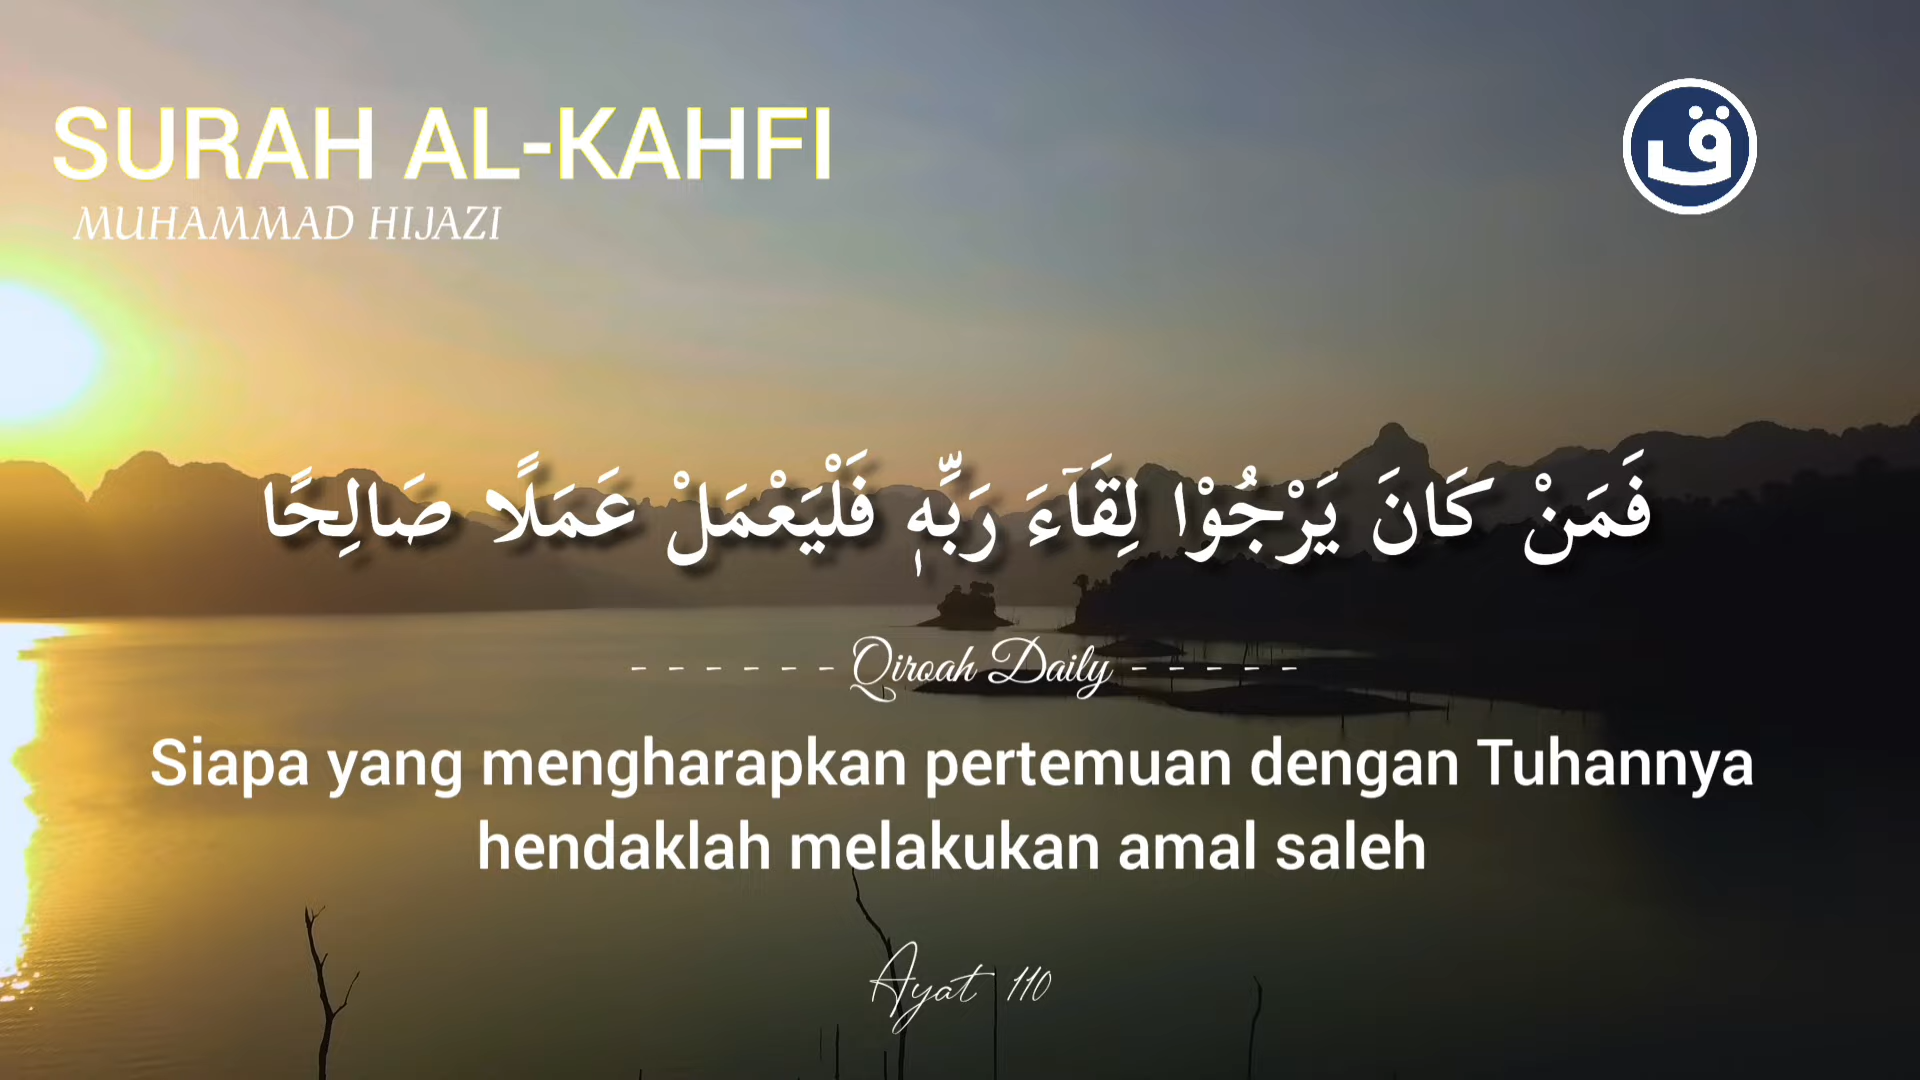 SURAH AL-KAHFI
MUHAMMAD HIJAZI
ق
فَمَنْ كَانَ يَرْجُوْا لِقَاۤءَ رَبِّهٖ فَلْيَعْمَلْ عَمَلًا صَالِحًا
- - - - - - Qiroah Daily - - - - -
Siapa yang mengharapkan pertemuan dengan Tuhannya
hendaklah melakukan amal saleh
Ayat 110